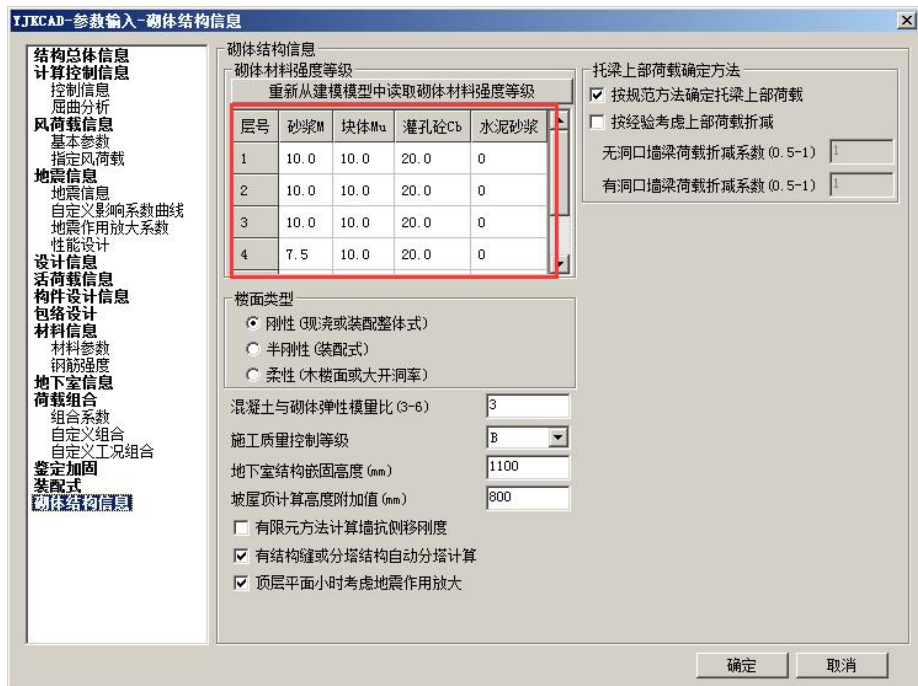 YJKCAD-参数输入-砌体结构信息
结构总体信息
计算控制信息
控制信息
屈曲分析
风荷载信息
基本参数
指定风荷载
地震信息
地震信息
自定义影响系数曲线
地震作用放大系数
性能设计
设计信息
活荷载信息
构件设计信息
包络设计
材料信息
材料参数
钢筋强度
地下室信息
荷载组合
组合系数
自定义组合
自定义工况组合
鉴定加固
装配式
砌体结构信息
砌体结构信息
砌体材料强度等级
重新从建模模型中读取砌体材料强度等级
层号 砂浆M 块体Mu 灌孔砼Cb 水泥砂浆
1 10.0 10.0 20.0 0
2 10.0 10.0 20.0 0
3 10.0 10.0 20.0 0
4 7.5 10.0 20.0 0
楼面类型
刚性(现浇或装配整体式)
半刚性(装配式)
柔性(木楼面或大开洞率)
混凝土与砌体弹性模量比(3-6) 3
施工质量控制等级 B
地下室结构嵌固高度(mm) 1100
坡屋顶计算高度附加值(mm) 800
有限元方法计算墙抗侧移刚度
有结构缝或分塔结构自动分塔计算
顶层平面小时考虑地震作用放大
托梁上部荷载确定方法
按规范方法确定托梁上部荷载
按经验考虑上部荷载折减
无洞口墙梁荷载折减系数(0.5-1) 1
有洞口墙梁荷载折减系数(0.5-1) 1
确定 取消